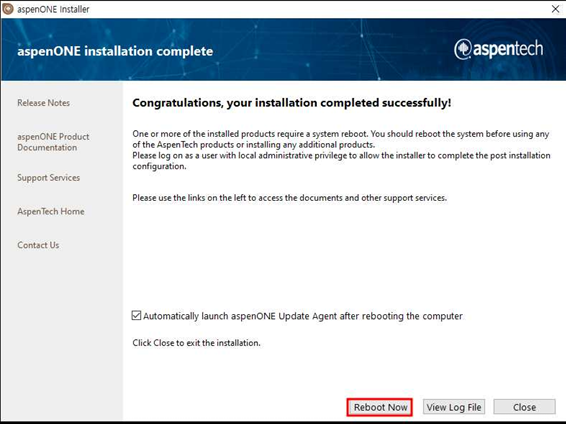 aspenONE Installer
aspenONE installation complete
aspentech
Release Notes
aspenONE Product
Documentation
Support Services
AspenTech Home
Contact Us
Congratulations, your installation completed successfully!
One or more of the installed products require a system reboot. You should reboot the system before using any
of the AspenTech products or installing any additional products.
Please log on as a user with local administrative privilege to allow the installer to complete the post installation
configuration.
Please use the links on the left to access the documents and other support services.
Automatically launch aspenONE Update Agent after rebooting the computer
Click Close to exit the installation.
Reboot Now
View Log File
Close